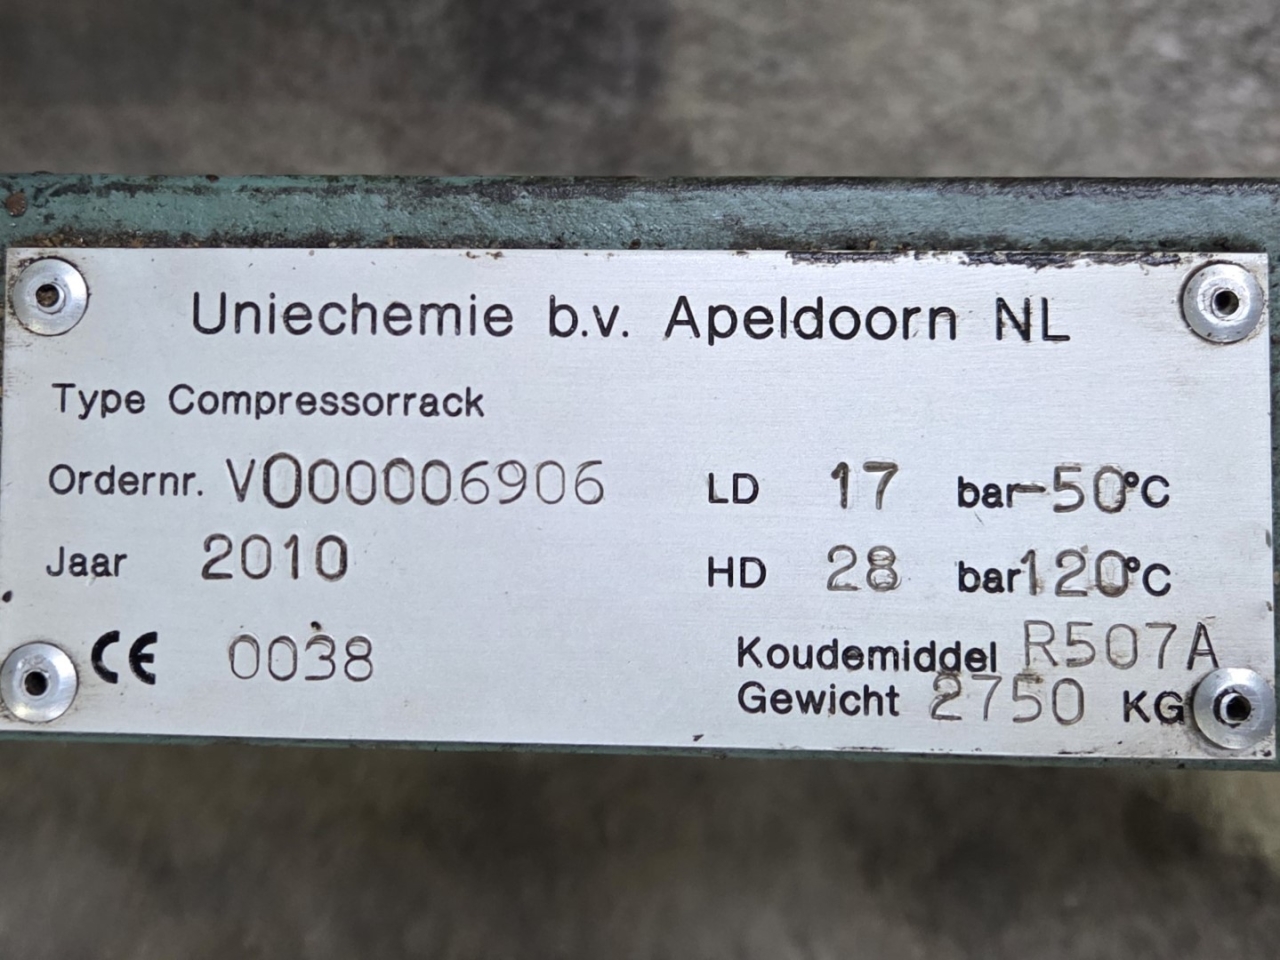 Uniechemie b.v. Apeldoorn NL
Type Compressorrack
Ordernr. VO00006906 LD 17 bar-50°C
Jaar 2010 HD 28 bar120°C
CE 0038 Koudemiddel R507A
Gewicht 2750 KG